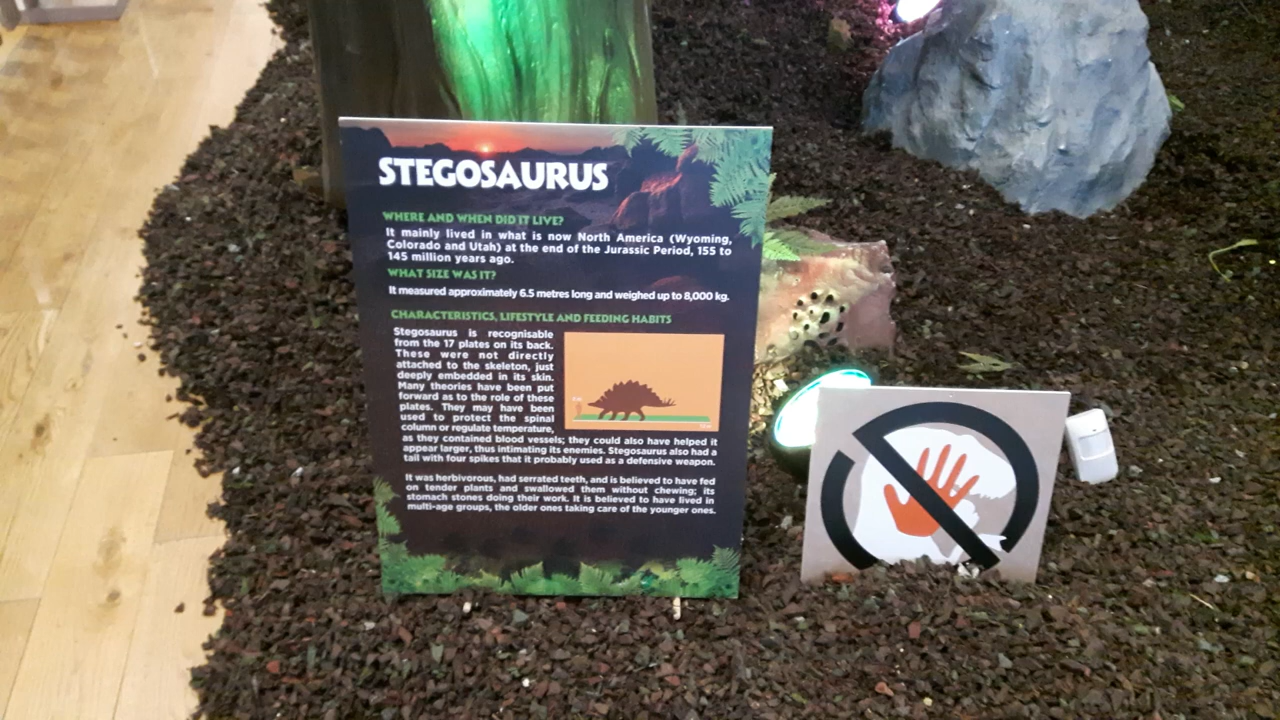 STEGOSAURUS
WHERE AND WHEN DID IT LIVE?
It mainly lived in what is now North America (Wyoming,
Colorado and Utah) at the end of the Jurassic Period, 155 to
145 million years ago.
WHAT SIZE WAS IT?
It measured approximately 6.5 metres long and weighed up to 8,000 kg.
CHARACTERISTICS, LIFESTYLE AND FEEDING HABITS
Stegosaurus is recognisable
from the 17 plates on its back.
These were not directly
attached to the skeleton, just
deeply embedded in its skin.
Many theories have been put
forward as to the role of these
plates. They may have been
used to protect the spinal
column or regulate temperature,
as they contained blood vessels; they could also have helped it
appear larger, thus intimating its enemies. Stegosaurus also had a
tail with four spikes that it probably used as a defensive weapon.
It was herbivorous, had serrated teeth, and is believed to have fed
on tender plants and swallowed them without chewing; its
stomach stones doing their work. It is believed to have lived in
multi-age groups, the older ones taking care of the younger ones.